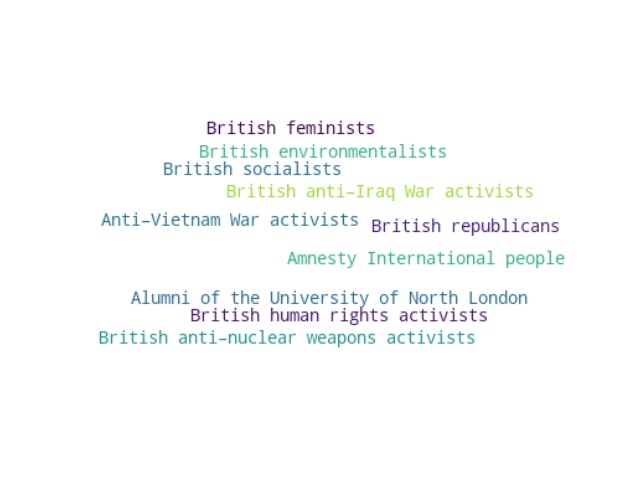 British feminists
British environmentalists
British socialists
British anti-Iraq War activists
Anti-Vietnam War activists
British republicans
Amnesty International people
Alumni of the University of North London
British human rights activists
British anti-nuclear weapons activists